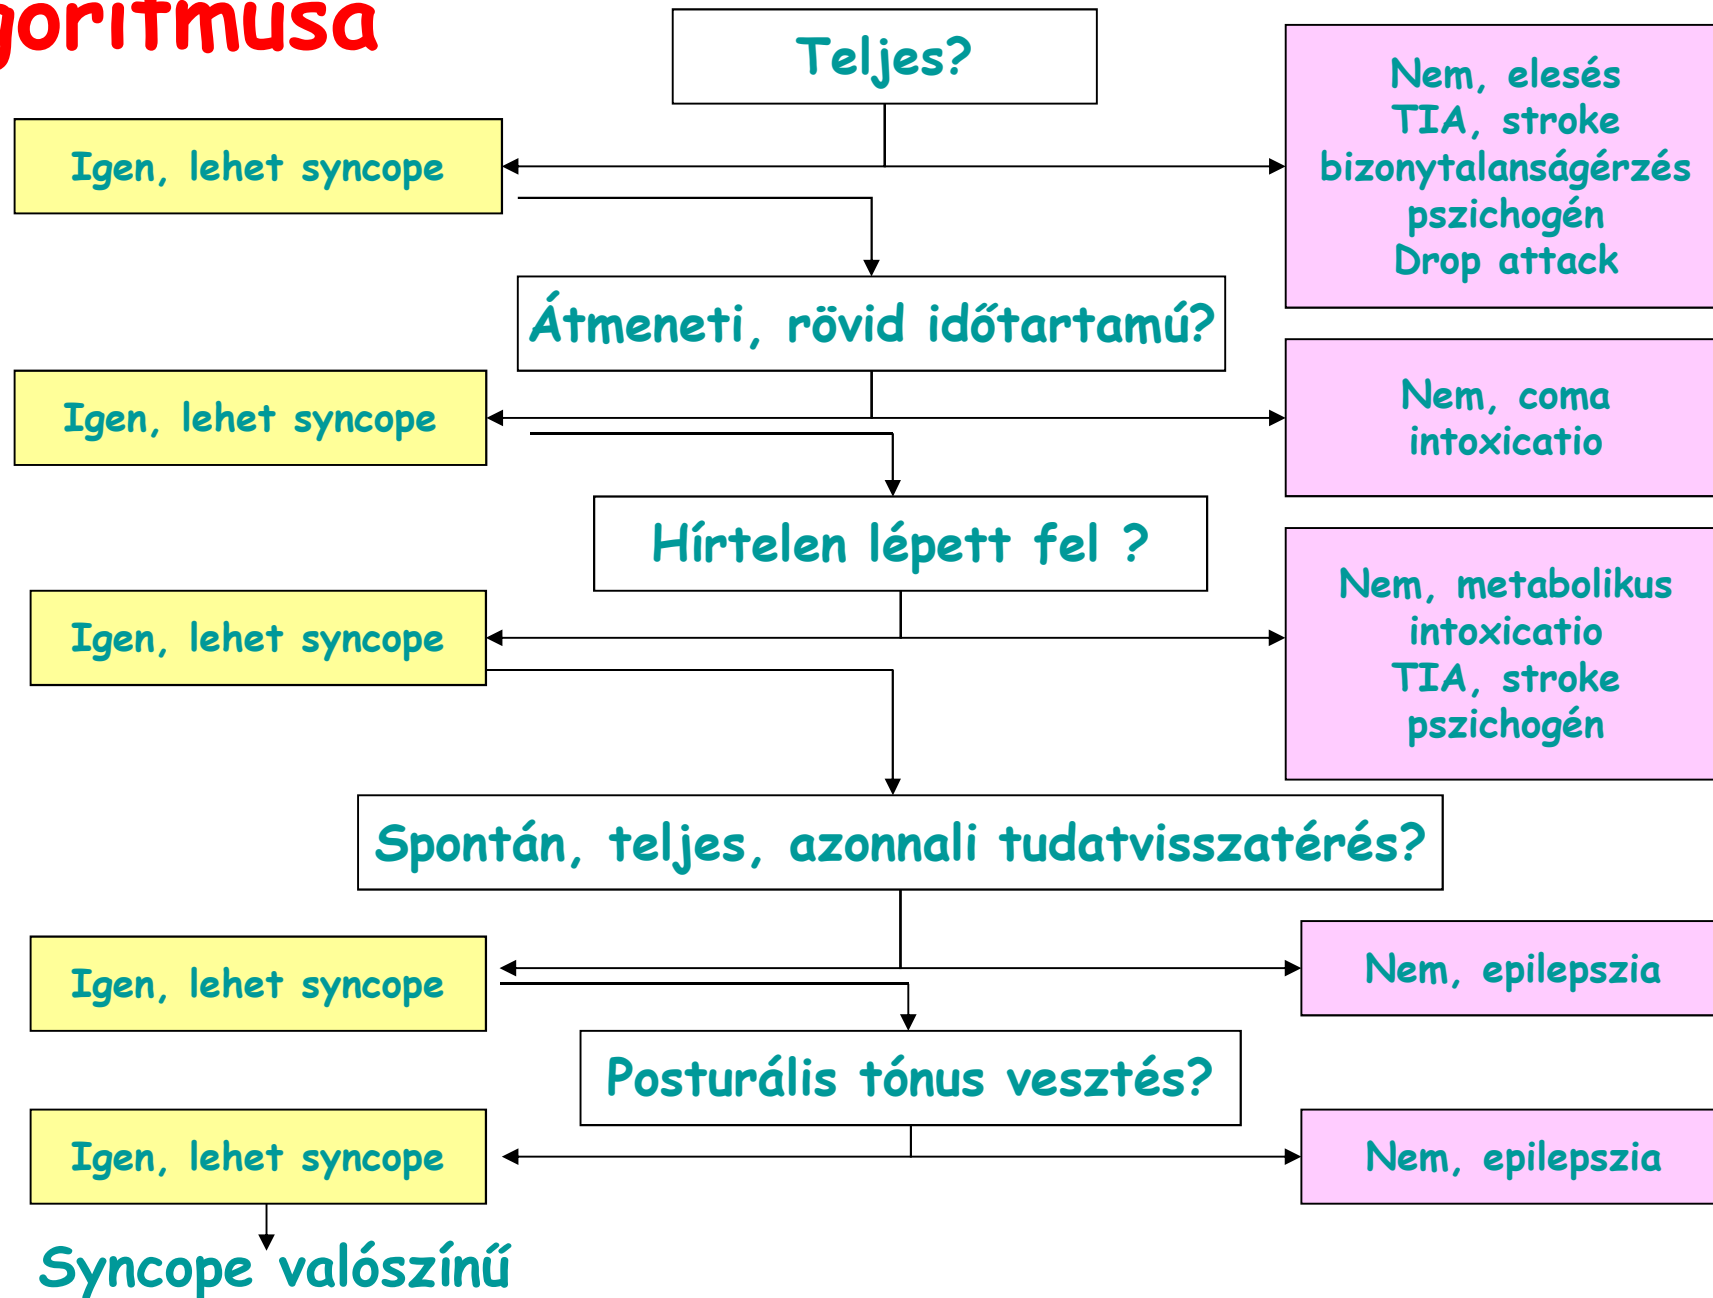 goritmusa
Teljes?
Nem, elesés
TIA, stroke
bizonytalanságérzés
pszichogén
Drop attack
Igen, lehet syncope
Átmeneti, rövid időtartamú?
Igen, lehet syncope
Nem, coma
intoxicatio
Hírtelen lépett fel ?
Igen, lehet syncope
Nem, metabolikus
intoxicatio
TIA, stroke
pszichogén
Spontán, teljes, azonnali tudatvisszatérés?
Igen, lehet syncope
Nem, epilepszia
Posturális tónus vesztés?
Igen, lehet syncope
Nem, epilepszia
Syncope valószínű